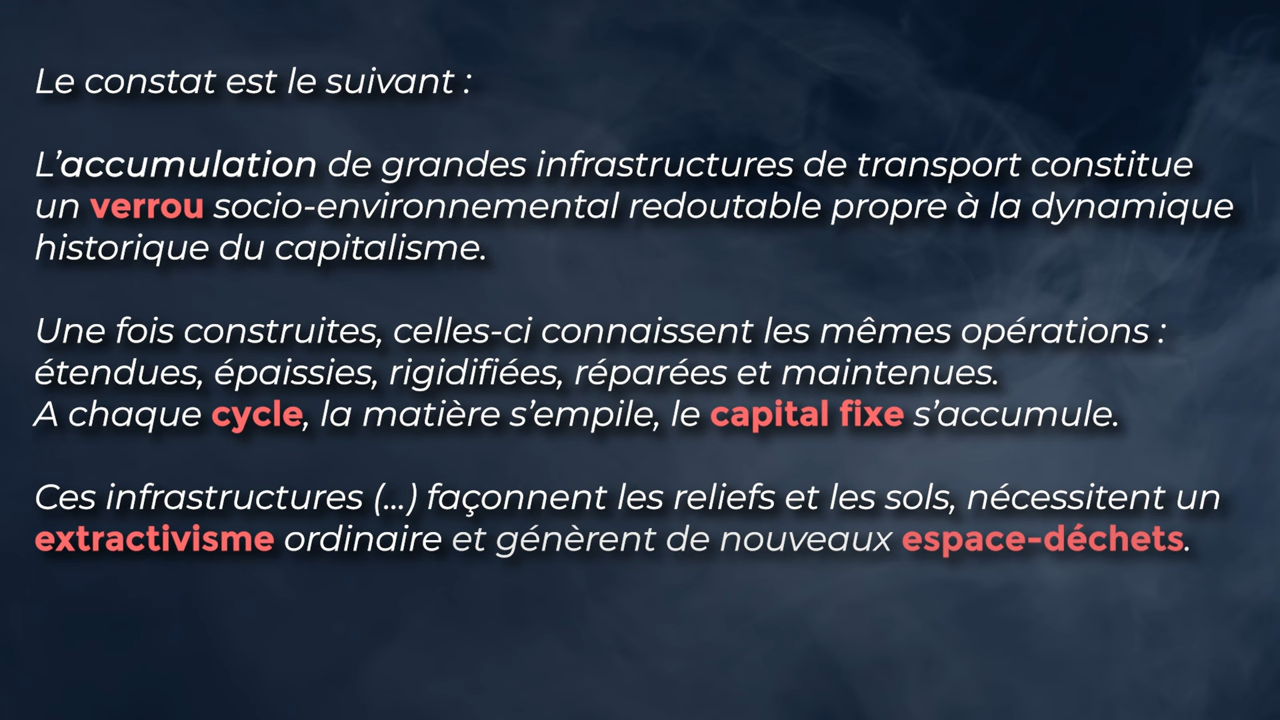 Le constat est le suivant :
L’accumulation de grandes infrastructures de transport constitue
un verrou socio-environnemental redoutable propre à la dynamique
historique du capitalisme.
Une fois construites, celles-ci connaissent les mêmes opérations :
étendues, épaissies, rigidifiées, réparées et maintenues.
A chaque cycle, la matière s’empile, le capital fixe s’accumule.
Ces infrastructures (...) façonnent les reliefs et les sols, nécessitent un
extractivisme ordinaire et génèrent de nouveaux espace-déchets.